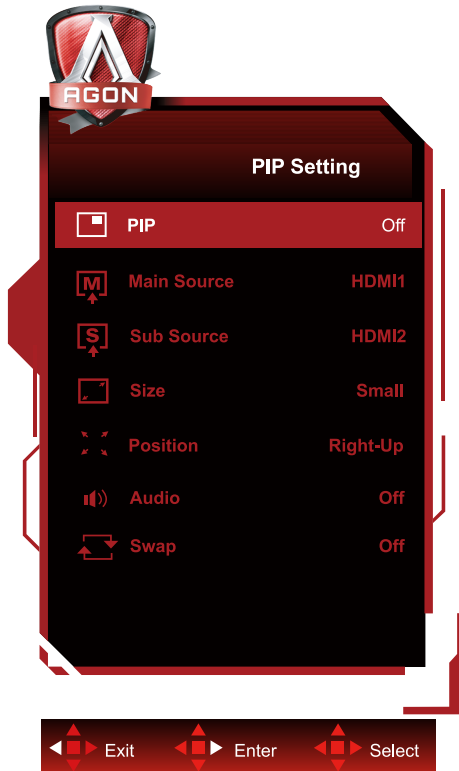 AGON
PIP Setting
PIP Off
M Main Source HDMI1
S Sub Source HDMI2
Size Small
Position Right-Up
Audio Off
Swap Off
Exit Enter Select